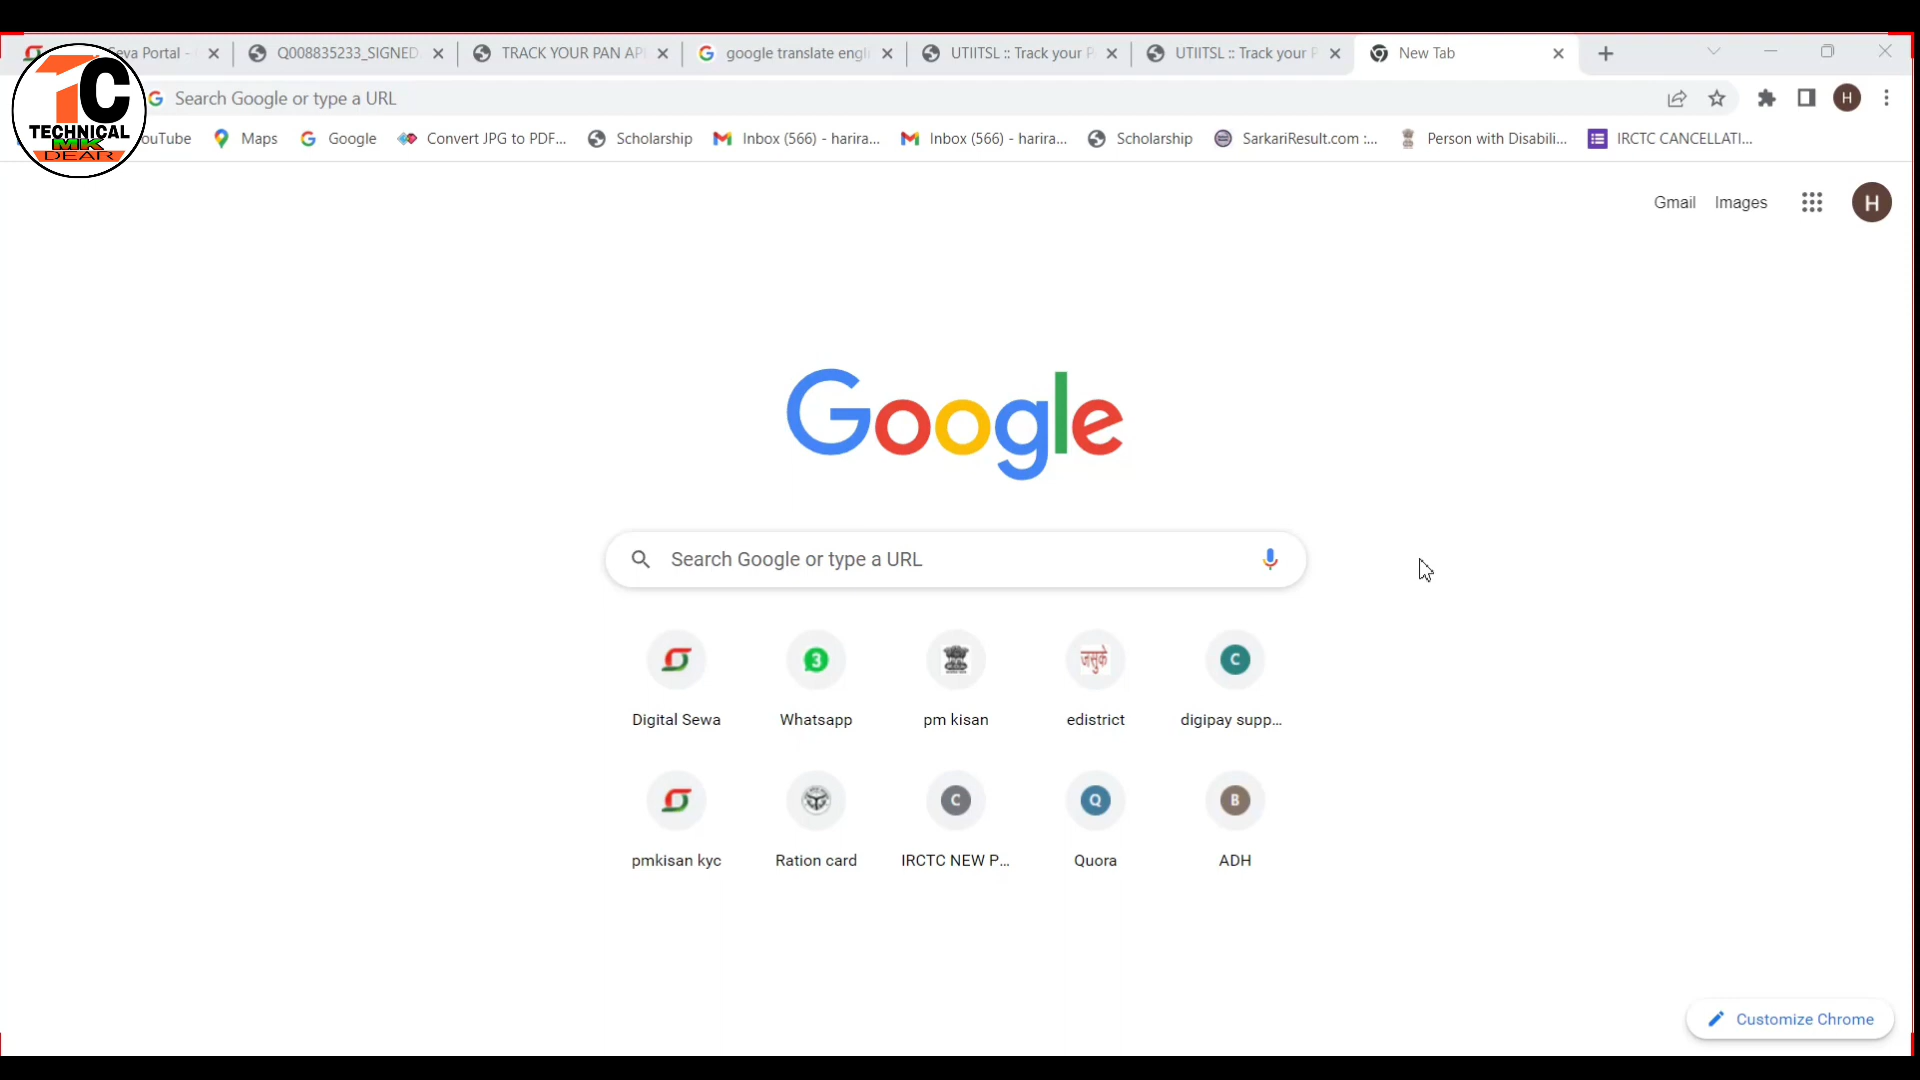 Seva Portal -
Q008835233_SIGNED
TRACK YOUR PAN AP
google translate engl
UTIITSL :: Track your P
UTIITSL :: Track your P
New Tab
Search Google or type a URL
H
TC
TECHNICAL
MK
DEAR
ouTube
Maps
Google
Convert JPG to PDF...
Scholarship
Inbox (566) - harira...
Inbox (566) - harira...
Scholarship
SarkariResult.com :...
Person with Disabili...
IRCTC CANCELLATI...
Gmail
Images
H
Google
Search Google or type a URL
3
जसुके
C
Digital Sewa
Whatsapp
pm kisan
edistrict
digipay supp...
C
Q
B
pmkisan kyc
Ration card
IRCTC NEW P...
Quora
ADH
Customize Chrome